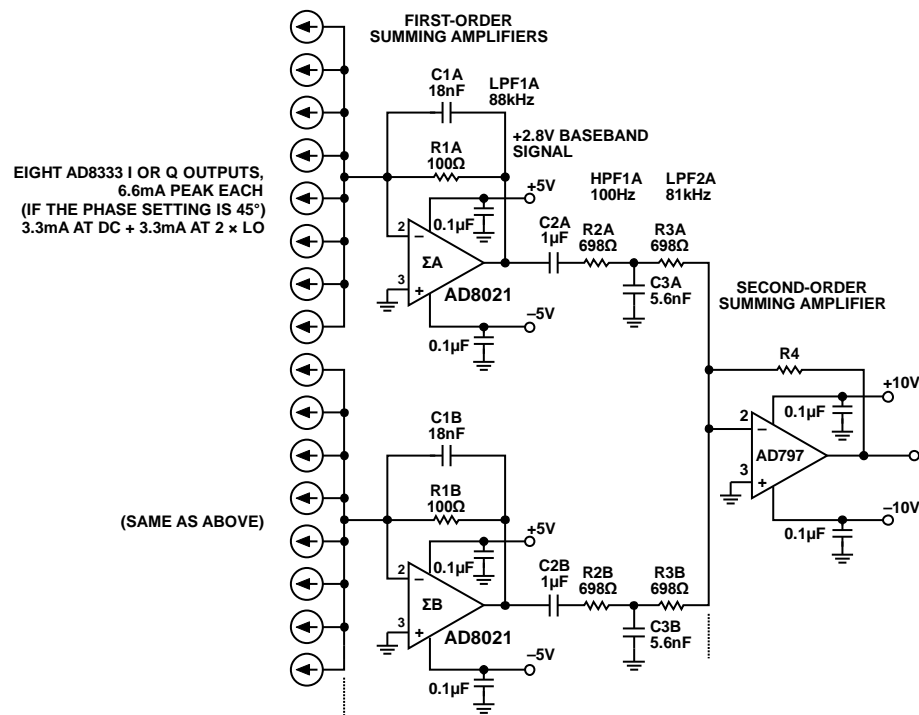 FIRST-ORDER
SUMMING AMPLIFIERS
C1A
18nF
LPF1A
88kHz
R1A
100Ω
+2.8V BASEBAND
SIGNAL
EIGHT AD8333 I OR Q OUTPUTS,
6.6mA PEAK EACH
(IF THE PHASE SETTING IS 45°)
3.3mA AT DC + 3.3mA AT 2 × LO
+5V
0.1µF
2
–
ΣA
3
+
AD8021
–5V
0.1µF
C2A
1µF
HPF1A
100Hz
R2A
698Ω
LPF2A
81kHz
R3A
698Ω
C3A
5.6nF
SECOND-ORDER
SUMMING AMPLIFIER
R4
+10V
0.1µF
2
–
AD797
3
+
–10V
0.1µF
C1B
18nF
R1B
100Ω
(SAME AS ABOVE)
+5V
0.1µF
2
–
ΣB
3
+
AD8021
–5V
0.1µF
C2B
1µF
R2B
698Ω
R3B
698Ω
C3B
5.6nF